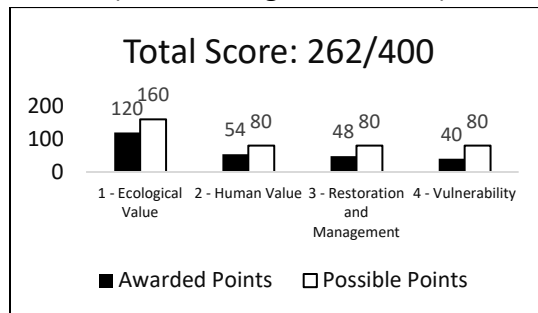 Total Score: 262/400
200
100
0
120 160
54 80
48 80
40 80
1 - Ecological
Value
2 - Human Value
3 - Restoration
and
Management
4 - Vulnerability
Awarded Points
Possible Points